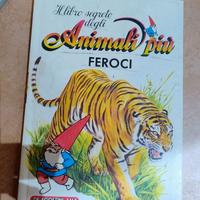 Il libro segreto
degli
Animali più
FEROCI